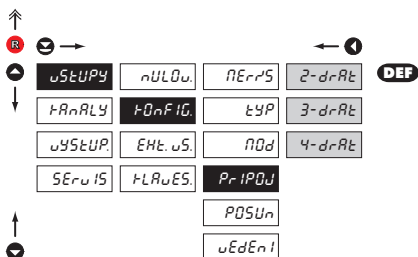 R
vStUPY nULOv. MEr/S 2-drAt DEF
KAnALY KOnFIG. tYP 3-drAt
vYStUP. EXt. vS. MOd 4-drAt
SErvIS KLAvES. PrIPOJ
POSUn
vEdEnI